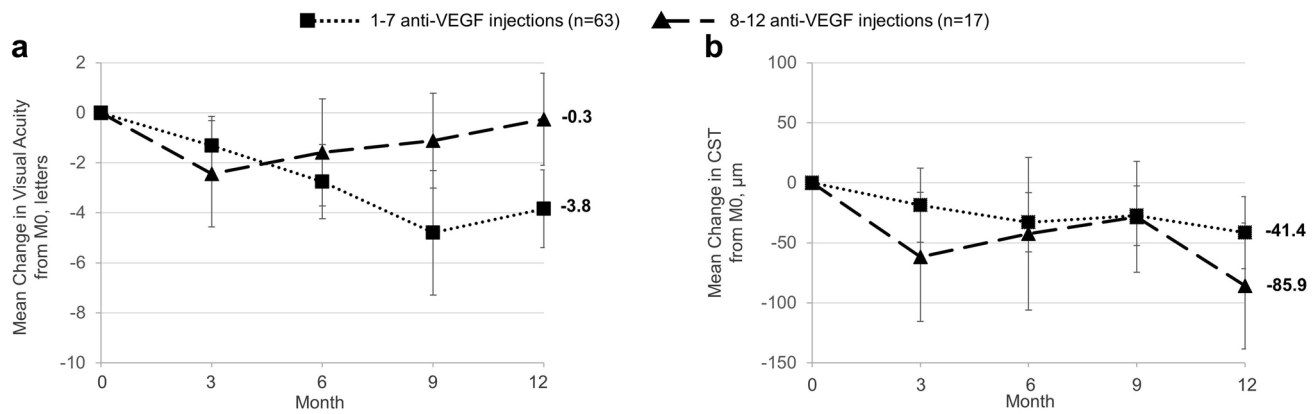 1-7 anti-VEGF injections (n=63)
8-12 anti-VEGF injections (n=17)
a
Mean Change in Visual Acuity
from M0, letters
2
0
-2
-4
-6
-8
-10
-0.3
-3.8
0
3
6
9
12
Month
b
Mean Change in CST
from M0, µm
100
50
0
-50
-100
-150
-41.4
-85.9
0
3
6
9
12
Month